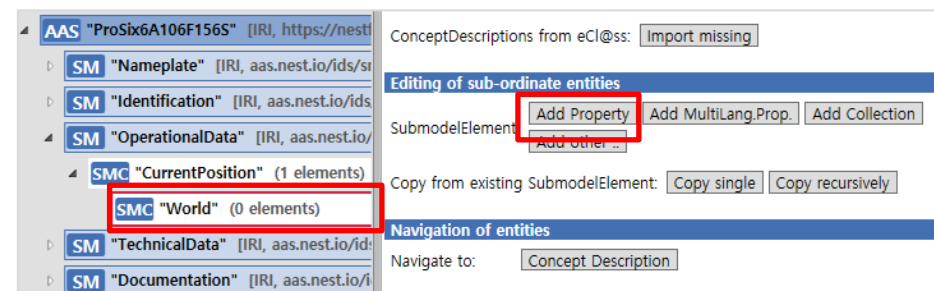 AAS "ProSix6A106F156S" [IRI, https://nestf
SM "Nameplate" [IRI, aas.nest.io/ids/sr
SM "Identification" [IRI, aas.nest.io/ids,
SM "OperationalData" [IRI, aas.nest.io/
SMC "CurrentPosition" (1 elements)
SMC "World" (0 elements)
SM "TechnicalData" [IRI, aas.nest.io/id:
SM "Documentation" [IRI, aas.nest.io/i
ConceptDescriptions from eCl@ss: Import missing
Editing of sub-ordinate entities
SubmodelElement Add Property Add MultiLang.Prop. Add Collection
Add other ..
Copy from existing SubmodelElement: Copy single Copy recursively
Navigation of entities
Navigate to: Concept Description